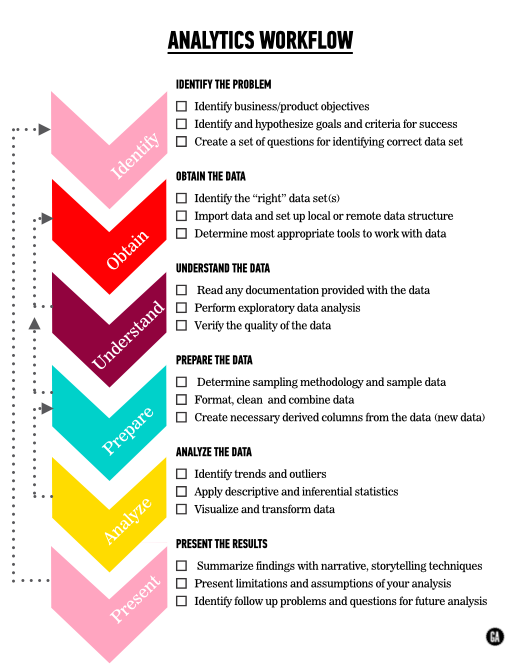 ANALYTICS WORKFLOW
IDENTIFY THE PROBLEM
Identify business/product objectives
Identify and hypothesize goals and criteria for success
Create a set of questions for identifying correct data set
Identify
OBTAIN THE DATA
Identify the “right” data set(s)
Import data and set up local or remote data structure
Determine most appropriate tools to work with data
Obtain
UNDERSTAND THE DATA
Read any documentation provided with the data
Perform exploratory data analysis
Verify the quality of the data
Understand
PREPARE THE DATA
Determine sampling methodology and sample data
Format, clean and combine data
Create necessary derived columns from the data (new data)
Prepare
ANALYZE THE DATA
Identify trends and outliers
Apply descriptive and inferential statistics
Visualize and transform data
Analyze
PRESENT THE RESULTS
Summarize findings with narrative, storytelling techniques
Present limitations and assumptions of your analysis
Identify follow up problems and questions for future analysis
Present
GA